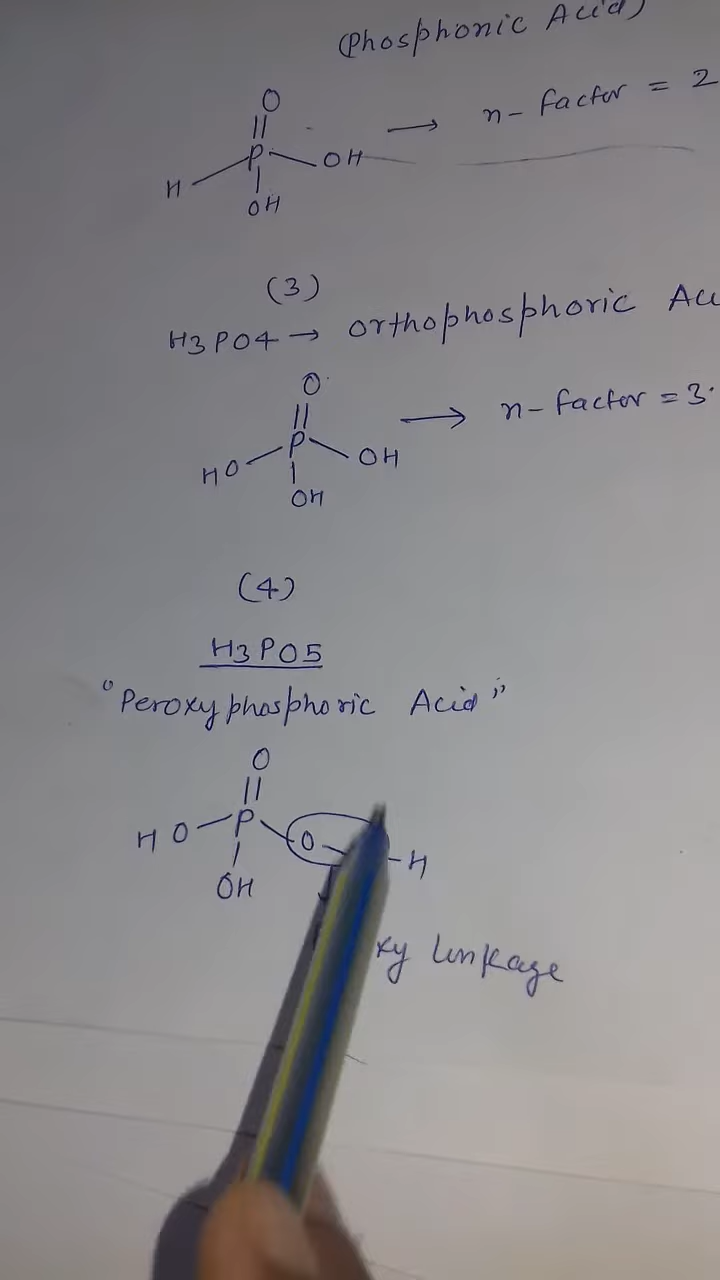 (Phosphonic Acid)
O
||
P
H
OH
OH
→ n-factor = 2
(3)
H3PO4 → Orthophosphoric
O
||
P
HO
OH
OH
→ n-factor = 3.
(4)
H3PO5
"Peroxyphosphoric Acid"
O
||
HO-P
O
-H
OH
linkage